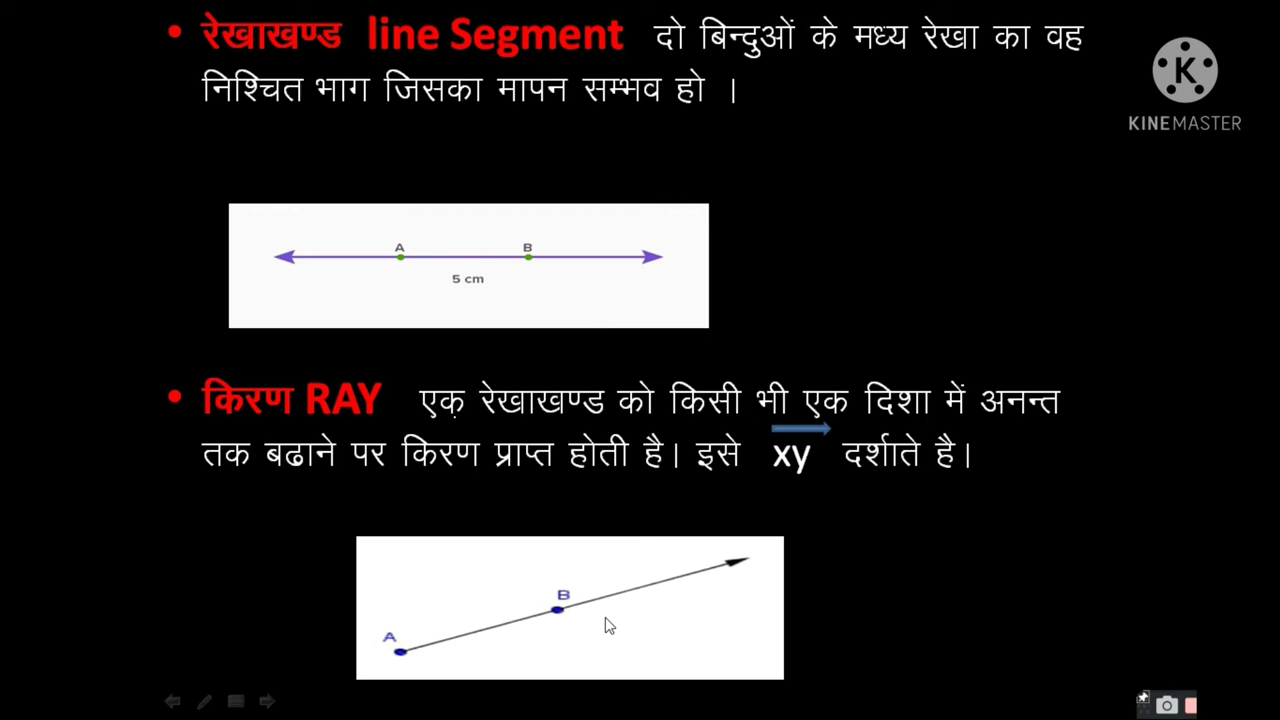 • रेखाखण्ड line Segment दो बिन्दुओं के मध्य रेखा का वह
निश्चित भाग जिसका मापन सम्भव हो ।
K
KINEMASTER
A B
5 cm
• किरण RAY एक़ रेखाखण्ड को किसी भी एक दिशा में अनन्त
तक बढाने पर किरण प्राप्त होती है। इसे xy दर्शाते है।
B
A